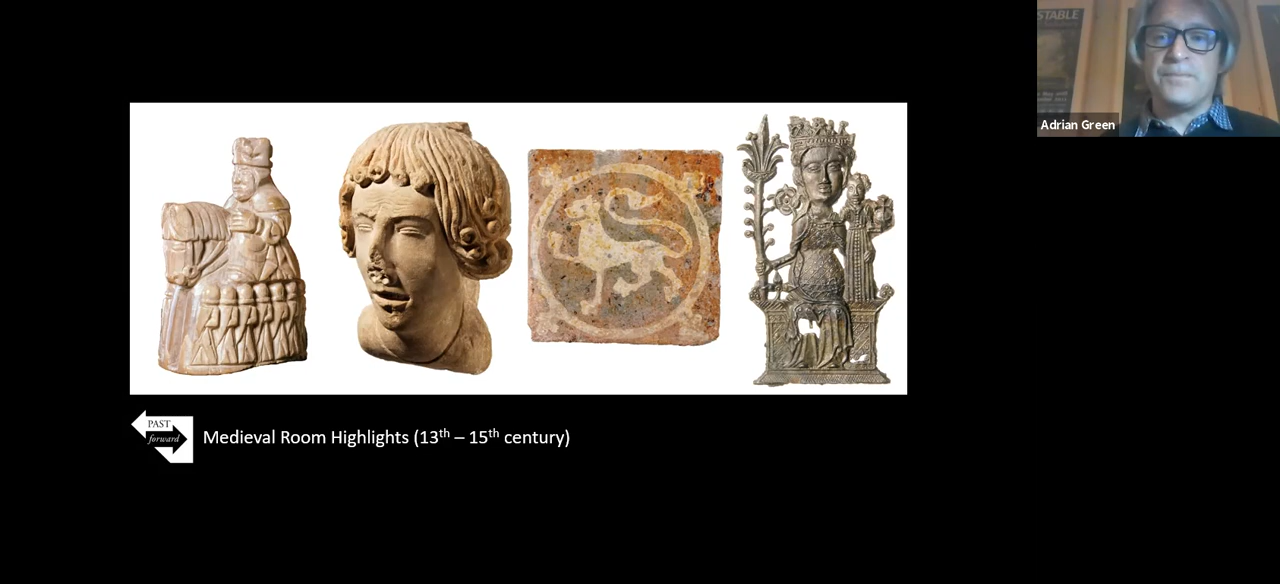 STABLE
Adrian Green
PAST
forward
Medieval Room Highlights (13th – 15th century)